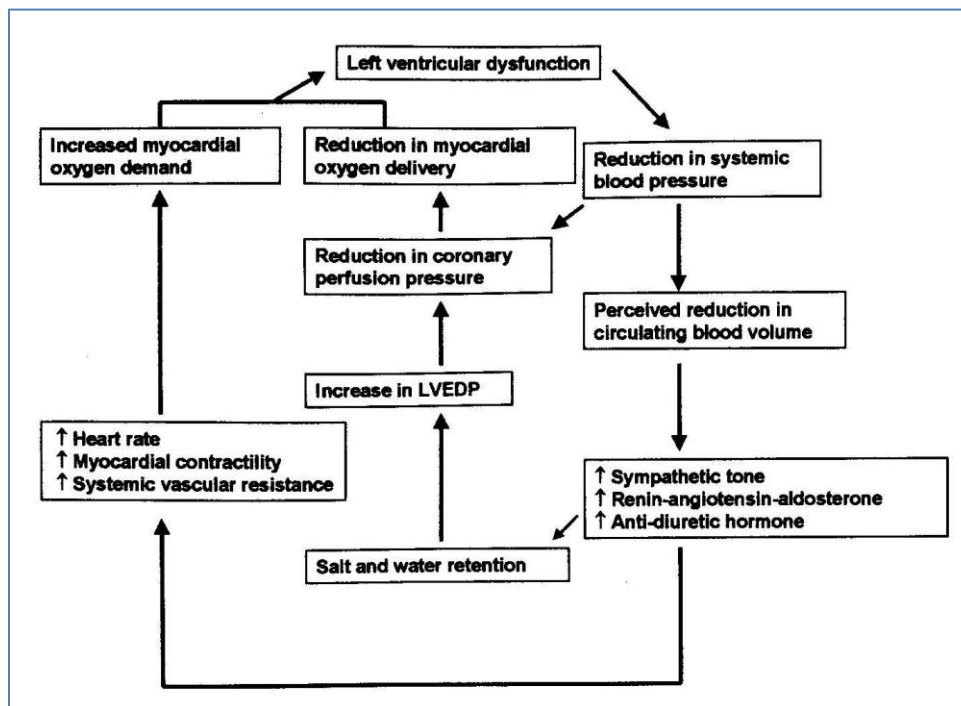 Left ventricular dysfunction
Increased myocardial
oxygen demand
Reduction in myocardial
oxygen delivery
Reduction in systemic
blood pressure
Reduction in coronary
perfusion pressure
Perceived reduction in
circulating blood volume
Increase in LVEDP
↑ Heart rate
↑ Myocardial contractility
↑ Systemic vascular resistance
↑ Sympathetic tone
↑ Renin-angiotensin-aldosterone
↑ Anti-diuretic hormone
Salt and water retention